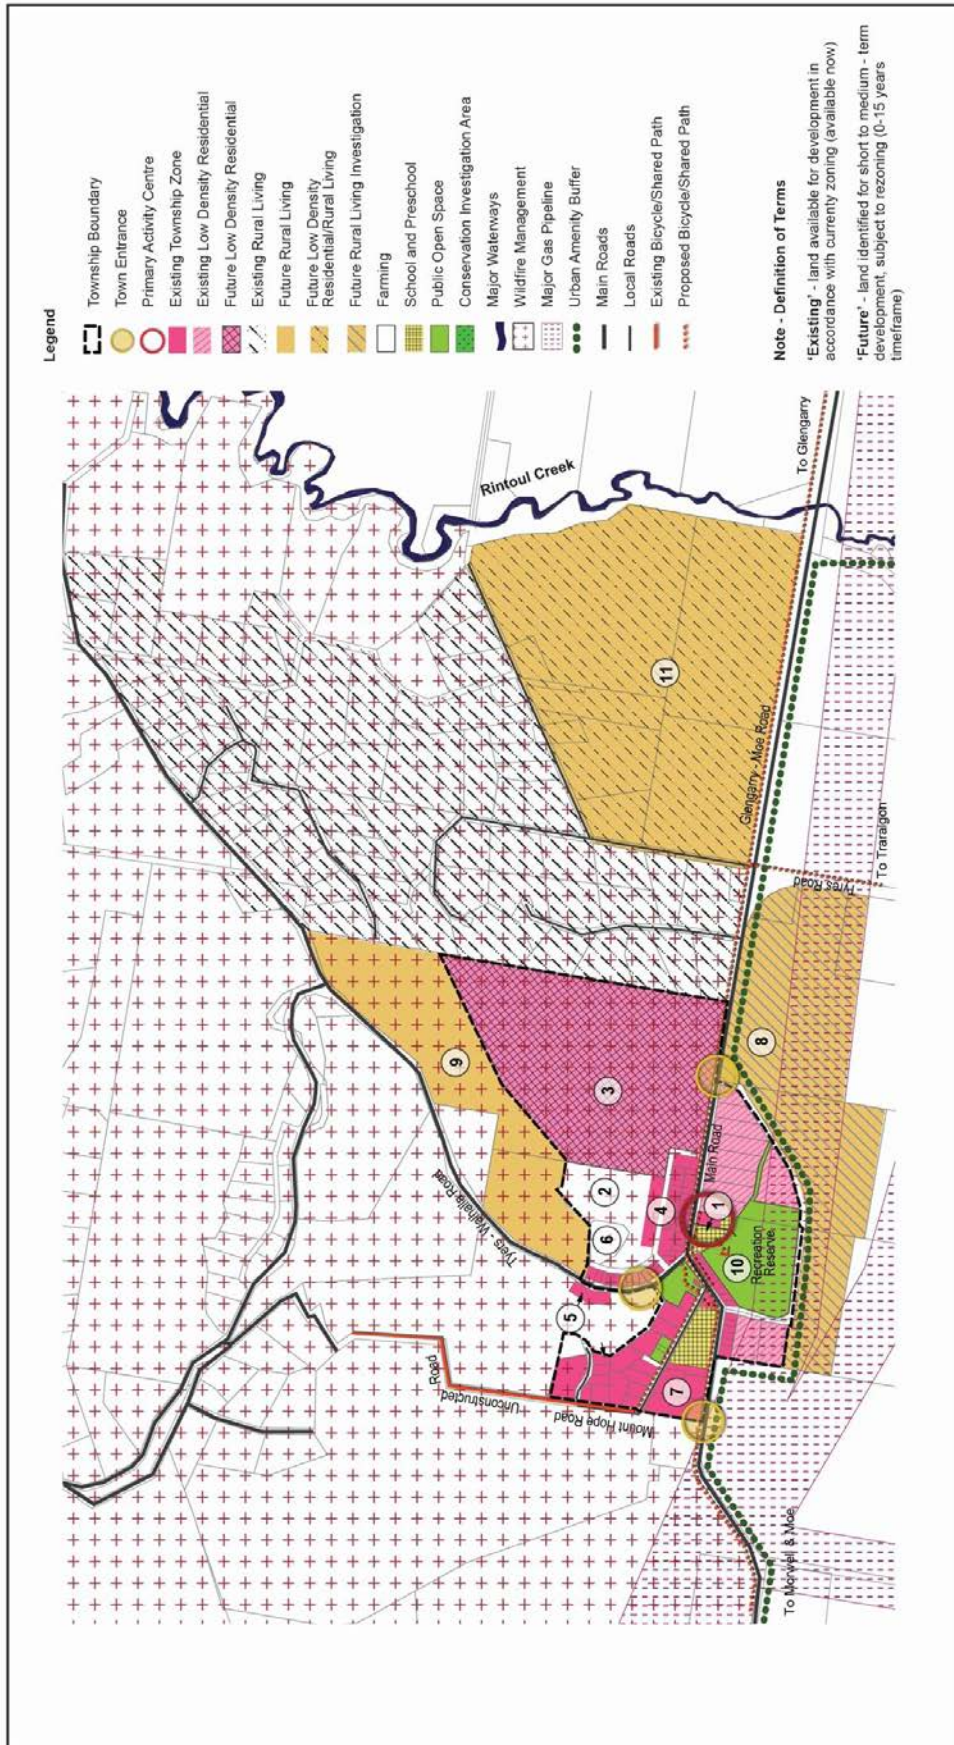 Legend
Township Boundary
Town Entrance
Primary Activity Centre
Existing Township Zone
Existing Low Density Residential
Future Low Density Residential
Existing Rural Living
Future Rural Living
Future Low Density
Residential/Rural Living
Future Rural Living Investigation
Farming
School and Preschool
Public Open Space
Conservation Investigation Area
Major Waterways
Wildfire Management
Major Gas Pipeline
Urban Amenity Buffer
Main Roads
Local Roads
Existing Bicycle/Shared Path
Proposed Bicycle/Shared Path
Note - Definition of Terms
'Existing' - land available for development in
accordance with currently zoning (available now)
'Future' - land identified for short to medium - term
development, subject to rezoning (0-15 years
timeframe)
Rintoul Creek
To Glengarry
11
Glengarry - Moe Road
To Traralgon
Tyres Road
9
3
8
Tyers - Walhalla Road
2
6
4
Main Road
1
10
Recreation
Reserve
5
7
Road
Unconstructed
Mount Hope Road
To Morwell & Moe